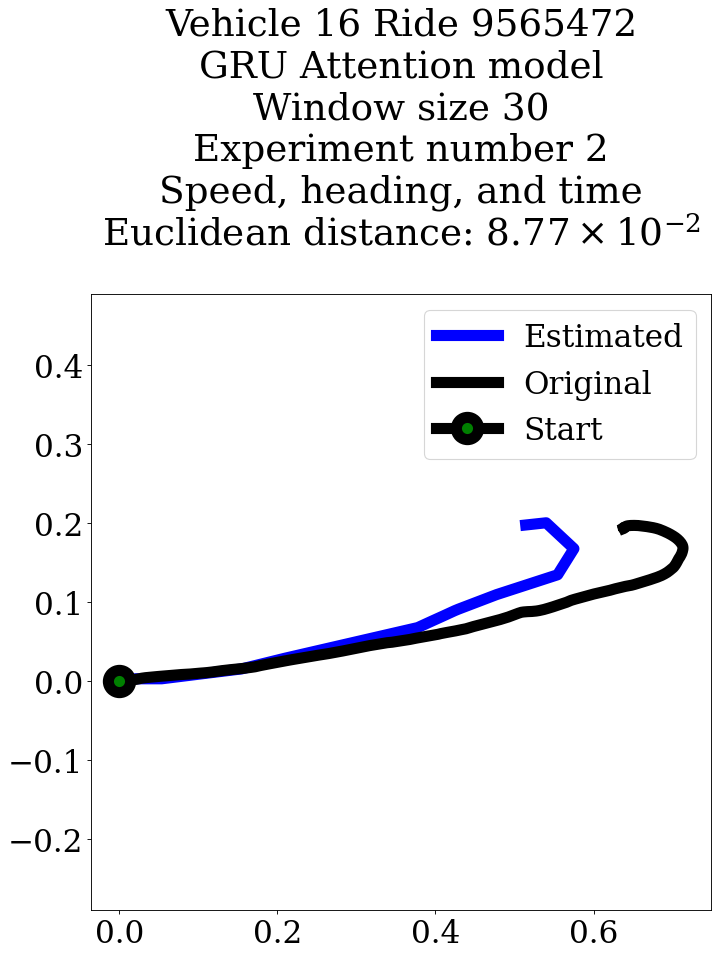 Vehicle 16 Ride 9565472
GRU Attention model
Window size 30
Experiment number 2
Speed, heading, and time
Euclidean distance: 8.77 × 10⁻²
Estimated
Original
Start
0.4
0.3
0.2
0.1
0.0
−0.1
−0.2
0.0 0.2 0.4 0.6